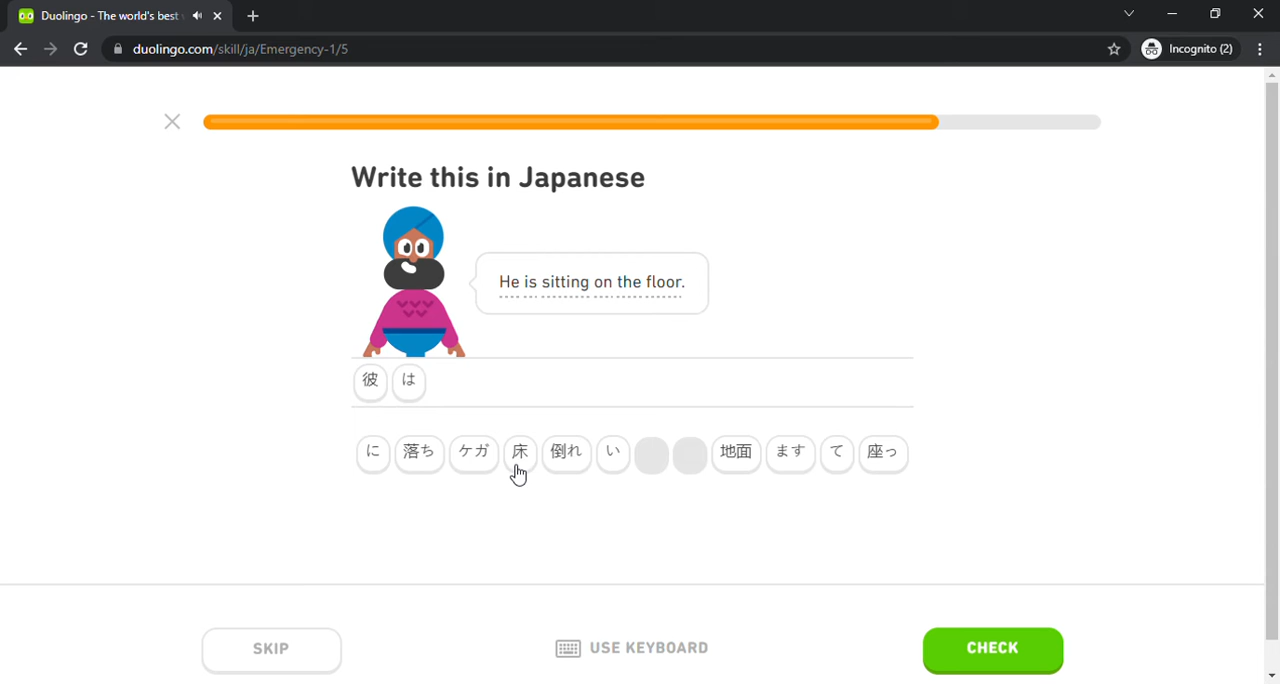 Duolingo - The world's best
duolingo.com/skill/ja/Emergency-1/5
Incognito (2)
Write this in Japanese
He is sitting on the floor.
彼 は
に 落ち ケガ 床 倒れ い 地面 ます て 座っ
SKIP
USE KEYBOARD
CHECK